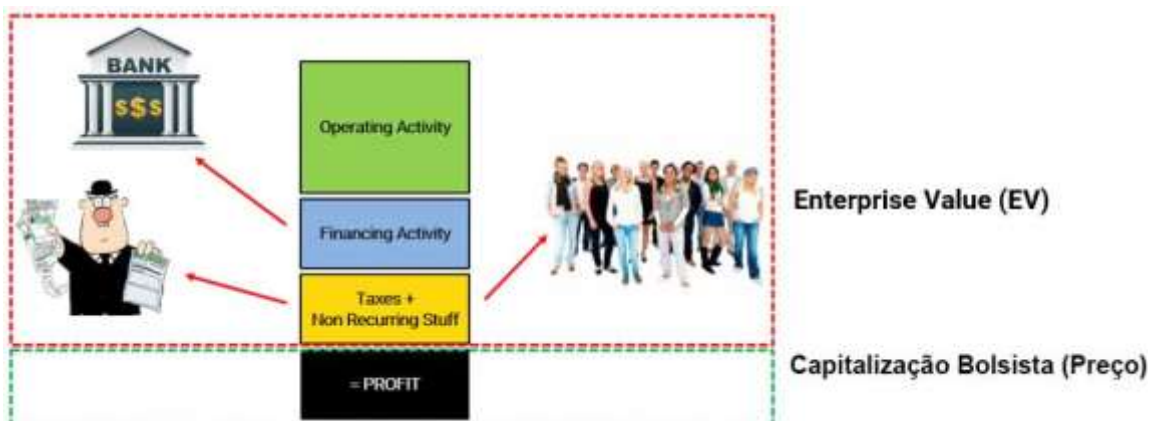 BANK
$$$
Operating Activity
Financing Activity
Taxes +
Non Recurring Stuff
= PROFIT
Enterprise Value (EV)
Capitalização Bolsista (Preço)